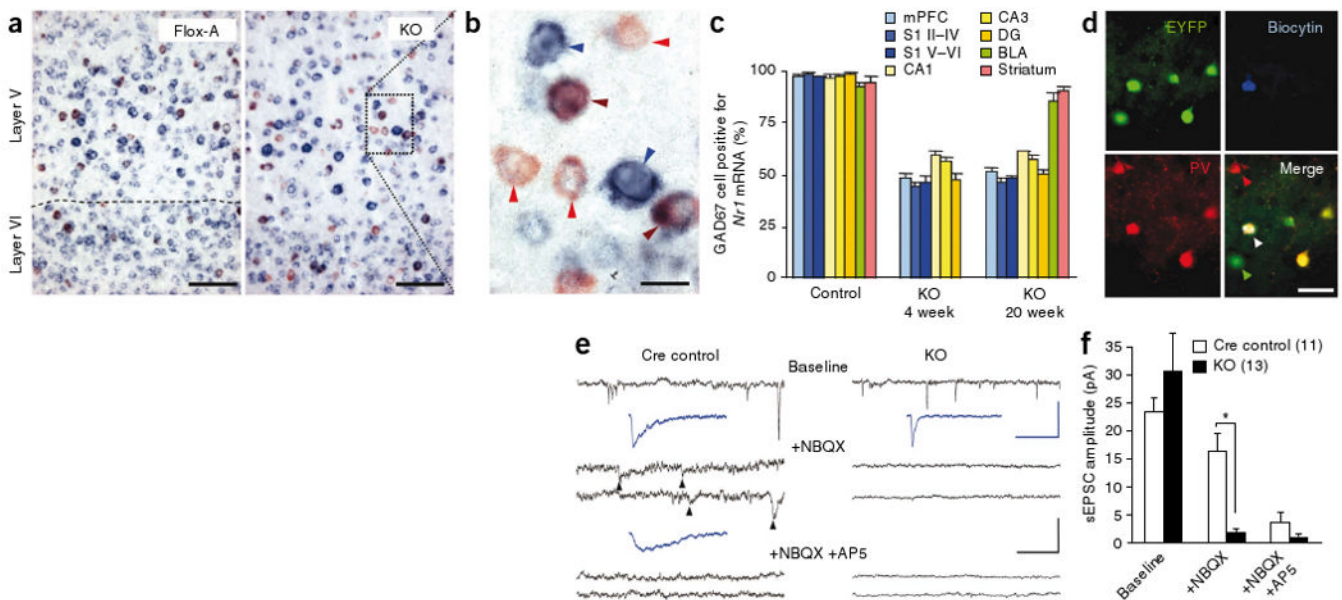 a
Flox-A
KO
Layer V
Layer VI
b
c
mPFC
S1 II–IV
S1 V–VI
CA1
CA3
DG
BLA
Striatum
GAD67 cell positive for
Nr1 mRNA (%)
100
75
50
25
0
Control
KO
4 week
KO
20 week
d
EYFP
Biocytin
PV
Merge
e
Cre control
Baseline
KO
+NBQX
+NBQX +AP5
f
Cre control (11)
KO (13)
sEPSC amplitude (pA)
35
30
25
20
15
10
5
0
*
Baseline
+NBQX
+NBQX
+AP5